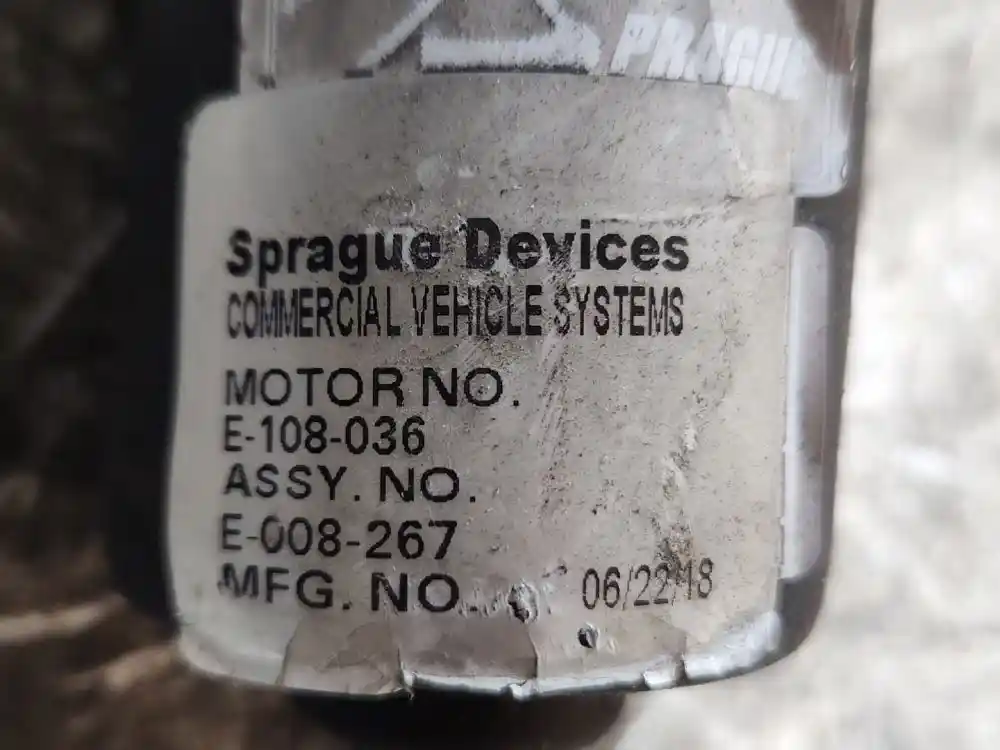 PRAGUE
Sprague Devices
COMMERCIAL VEHICLE SYSTEMS
MOTOR NO.
E-108-036
ASSY. NO.
E-008-267
MFG. NO. 06/22/18